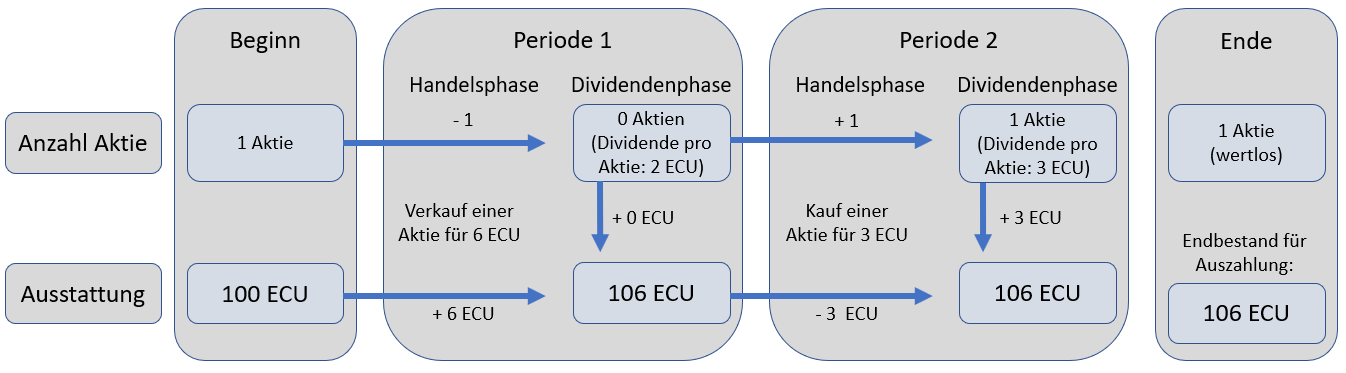 Beginn
Periode 1
Periode 2
Ende
Handelsphase
Dividendenphase
Handelsphase
Dividendenphase
Anzahl Aktie
1 Aktie
- 1
0 Aktien
(Dividende pro
Aktie: 2 ECU)
+ 1
1 Aktie
(Dividende pro
Aktie: 3 ECU)
1 Aktie
(wertlos)
Verkauf einer
Aktie für 6 ECU
+ 0 ECU
Kauf einer
Aktie für 3 ECU
+ 3 ECU
Endbestand für
Auszahlung:
Ausstattung
100 ECU
+ 6 ECU
106 ECU
- 3 ECU
106 ECU
106 ECU